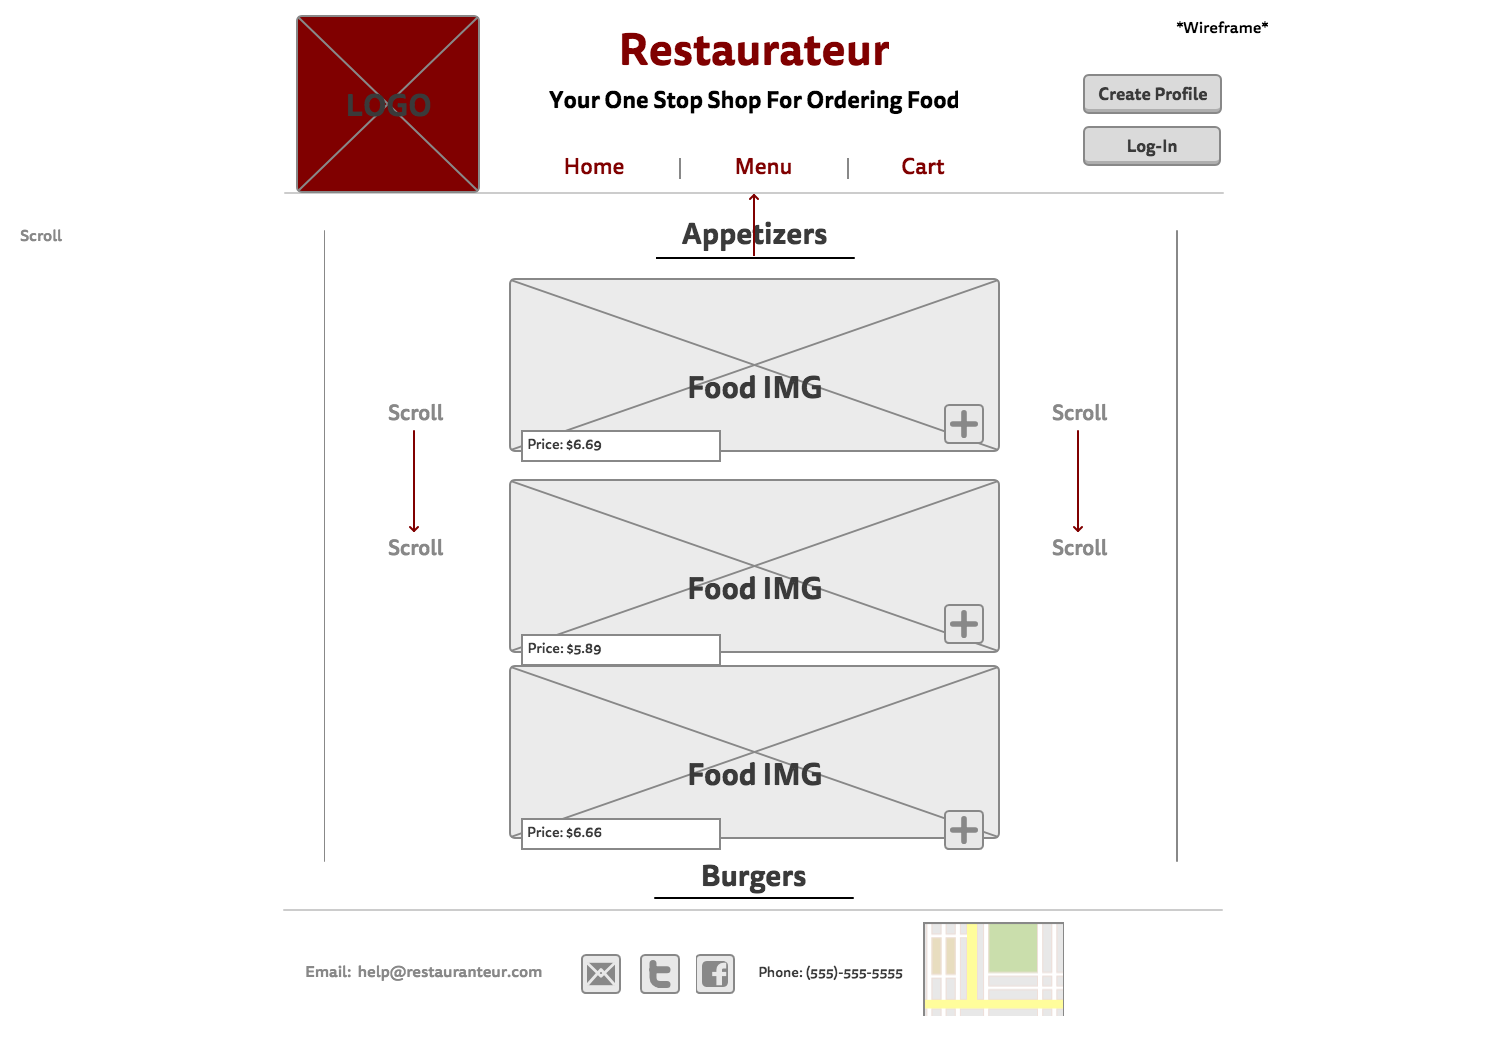 *Wireframe*
LOGO
Restaurateur
Your One Stop Shop For Ordering Food
Create Profile
Log-In
Home | Menu | Cart
Scroll
Appetizers
Food IMG
Price: $6.69
Scroll
Scroll
Scroll
Scroll
Food IMG
Price: $5.89
Food IMG
Price: $6.66
Burgers
Email: help@restauranteur.com
Phone: (555)-555-5555